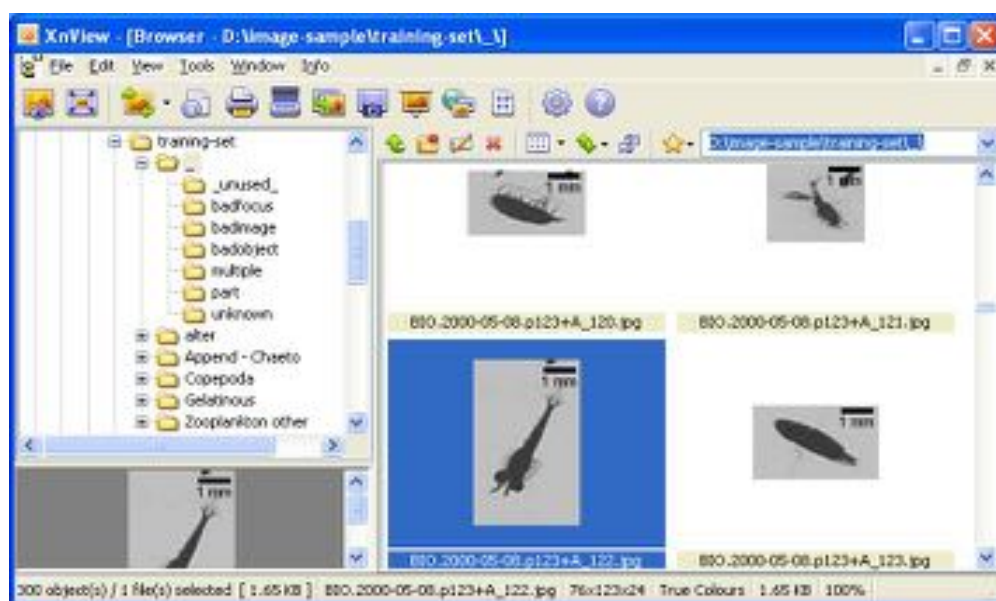 XnView - [Browser - D:\image-sample\training-set\_\]
File Edit View Tools Window Info
training-set
_
_unused_
badfocus
badimage
badobject
multiple
part
unknown
alter
Append - Chaeto
Copepoda
Gelatinous
Zooplankton other
D:\image-sample\training-set\_\
1 mm
1 mm
BIO.2000-05-08.p123+A_120.jpg
BIO.2000-05-08.p123+A_121.jpg
1 mm
1 mm
BIO.2000-05-08.p123+A_122.jpg
BIO.2000-05-08.p123+A_123.jpg
1 mm
300 object(s) / 1 file(s) selected [ 1.65 KB ] BIO.2000-05-08.p123+A_122.jpg 76x123x24 True Colours 1.65 KB 100%